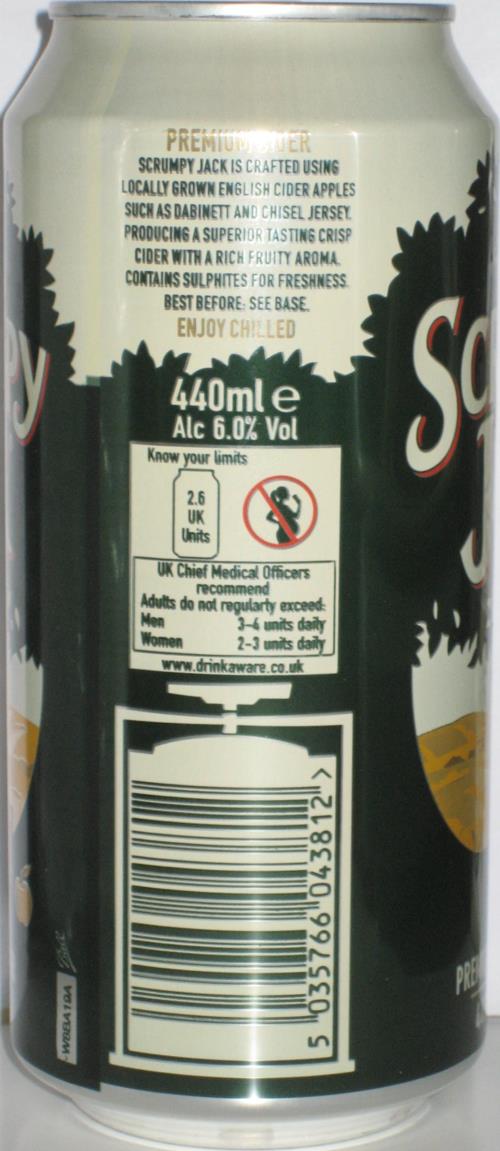 PREMIUM CIDER
SCRUMPY JACK IS CRAFTED USING
LOCALLY GROWN ENGLISH CIDER APPLES
SUCH AS DABINETT AND CHISEL JERSEY.
PRODUCING A SUPERIOR TASTING CRISP
CIDER WITH A RICH FRUITY AROMA.
CONTAINS SULPHITES FOR FRESHNESS.
BEST BEFORE: SEE BASE.
ENJOY CHILLED
440ml e
Alc 6.0% Vol
Know your limits
2.6
UK
Units
UK Chief Medical Officers
recommend
Adults do not regularly exceed:
Men 3-4 units daily
Women 2-3 units daily
www.drinkaware.co.uk
5 035766 043812 >
WBBA19A
py
Sc
J
PRE